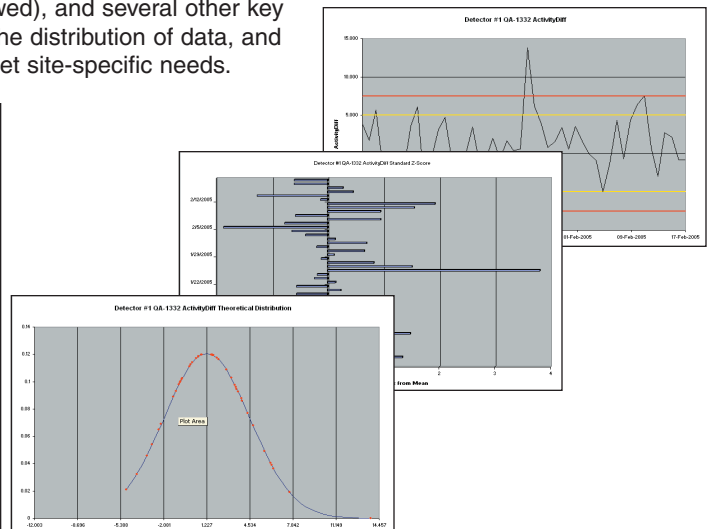 wed), and several other key
ne distribution of data, and
et site-specific needs.
Detector #1 QA-1332 ActivityDiff
15.000
10.000
5.000
ActivityDiff
01-Feb-2005
09-Feb-2005
17-Feb-2005
Detector #1 QA-1332 ActivityDiff Standard Z-Score
2/12/2005
2/5/2005
1/29/2005
1/22/2005
2
3
4
from Mean
Detector #1 QA-1332 ActivityDiff Theoretical Distribution
0.14
0.12
0.1
0.08
0.06
0.04
0.02
0
Plot Area
-12.003
-8.696
-5.388
-2.081
1.227
4.534
7.842
11.149
14.457